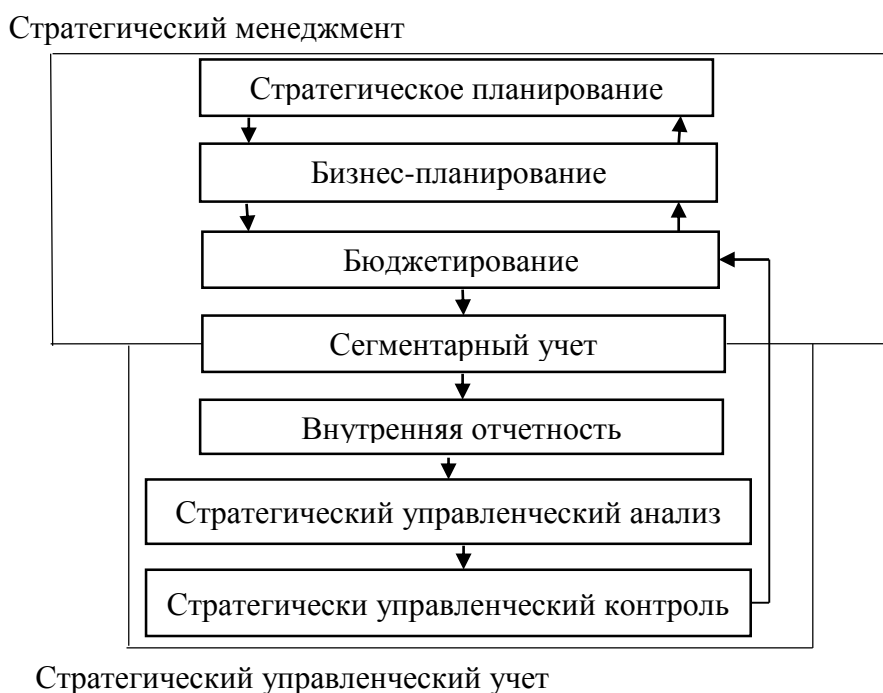 Стратегический менеджмент
Стратегическое планирование
Бизнес-планирование
Бюджетирование
Сегментарный учет
Внутренняя отчетность
Стратегический управленческий анализ
Стратегически управленческий контроль
Стратегический управленческий учет